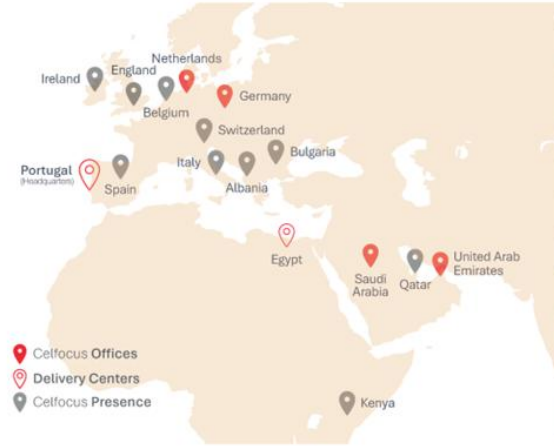 Netherlands
England
Ireland
Germany
Belgium
Switzerland
Bulgaria
Italy
Portugal
(Headquarters)
Spain
Albania
Egypt
United Arab
Emirates
Saudi
Arabia
Qatar
Celfocus Offices
Delivery Centers
Celfocus Presence
Kenya